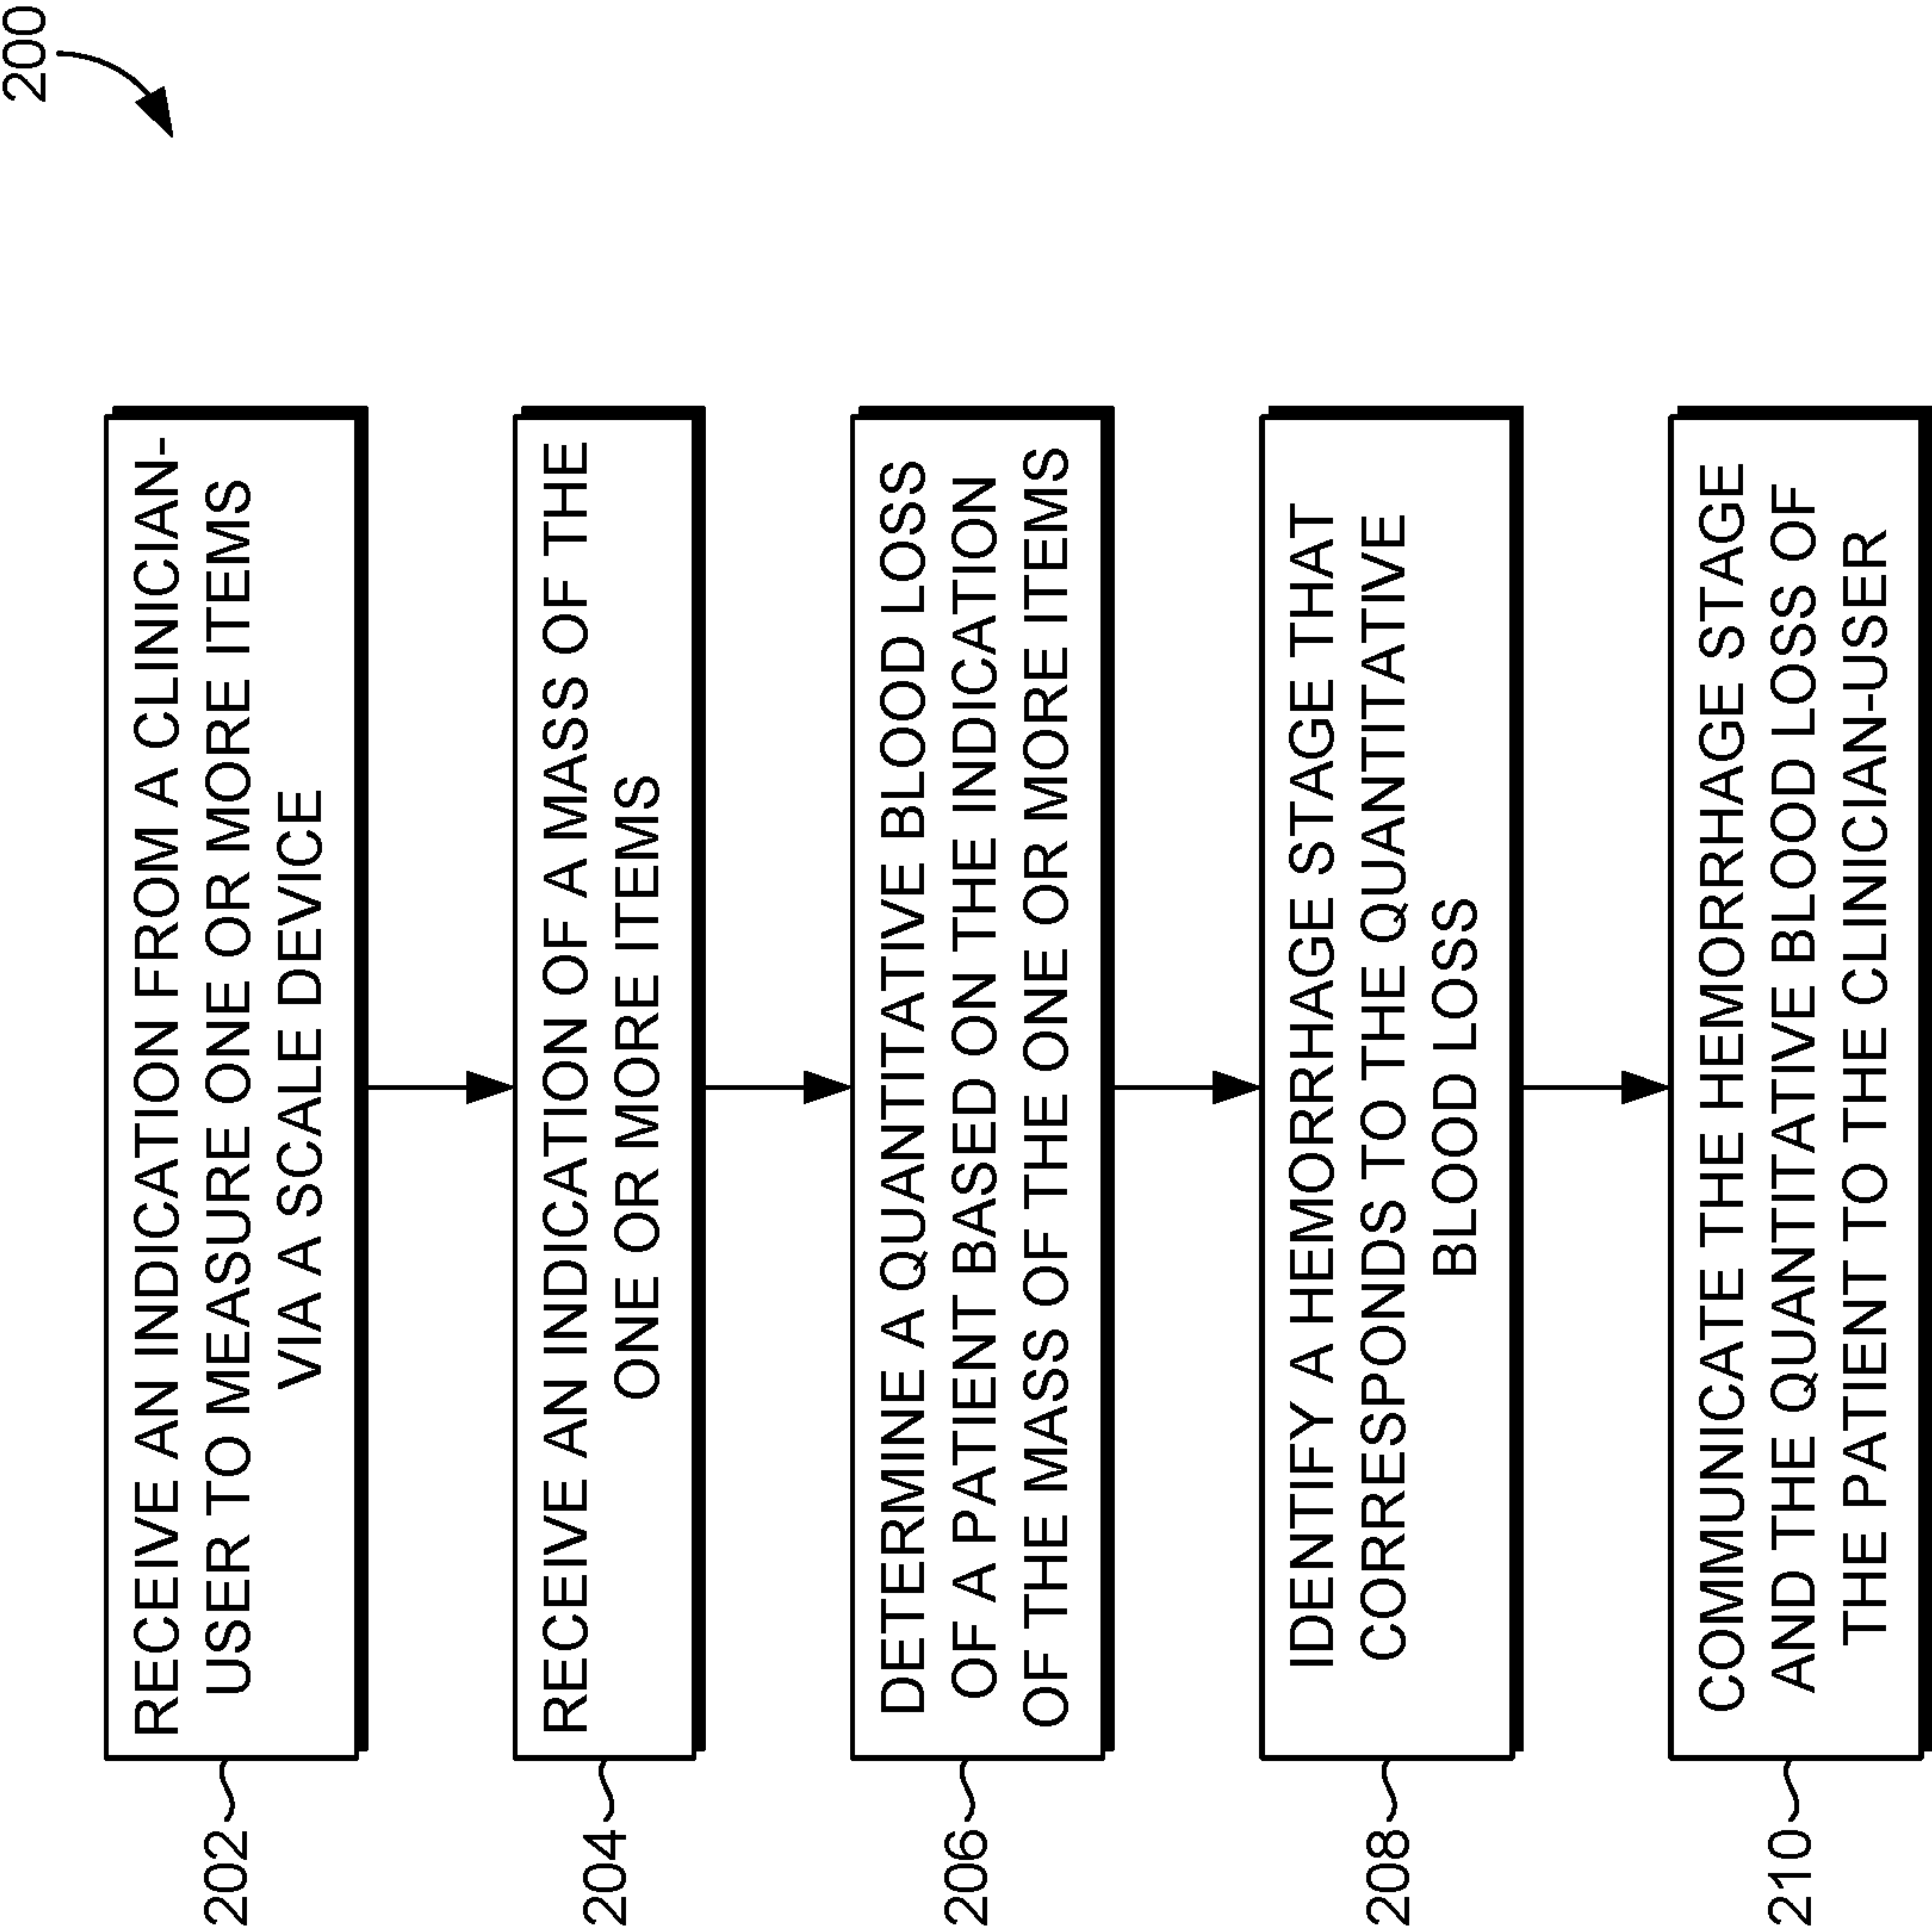 200
202
RECEIVE AN INDICATION FROM A CLINICIAN-
USER TO MEASURE ONE OR MORE ITEMS
VIA A SCALE DEVICE
204
RECEIVE AN INDICATION OF A MASS OF THE
ONE OR MORE ITEMS
206
DETERMINE A QUANTITATIVE BLOOD LOSS
OF A PATIENT BASED ON THE INDICATION
OF THE MASS OF THE ONE OR MORE ITEMS
208
IDENTIFY A HEMORRHAGE STAGE THAT
CORRESPONDS TO THE QUANTITATIVE
BLOOD LOSS
210
COMMUNICATE THE HEMORRHAGE STAGE
AND THE QUANTITATIVE BLOOD LOSS OF
THE PATIENT TO THE CLINICIAN-USER